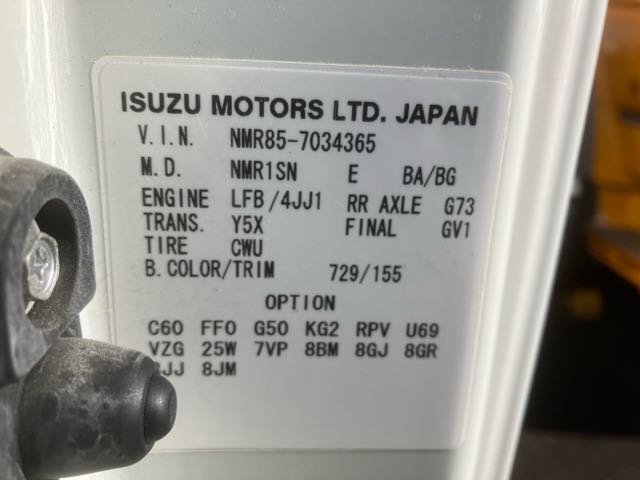 ISUZU MOTORS LTD. JAPAN
V.I.N. NMR85-7034365
M.D. NMR1SN E BA/BG
ENGINE LFB/4JJ1 RR AXLE G73
TRANS. Y5X FINAL GV1
TIRE CWU
B.COLOR/TRIM 729/155
OPTION
C60 FF0 G50 KG2 RPV U69
VZG 25W 7VP 8BM 8GJ 8GR
8JM